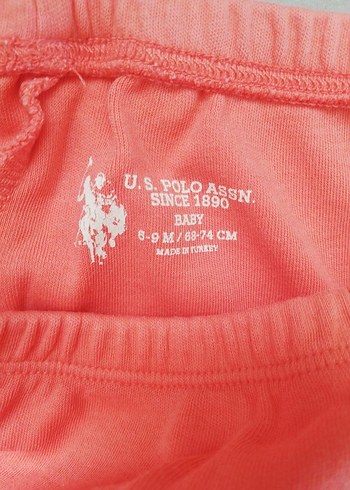 U.S. POLO ASSN.
SINCE 1890
BABY
6-9 M / 68-74 CM
MADE IN TURKEY